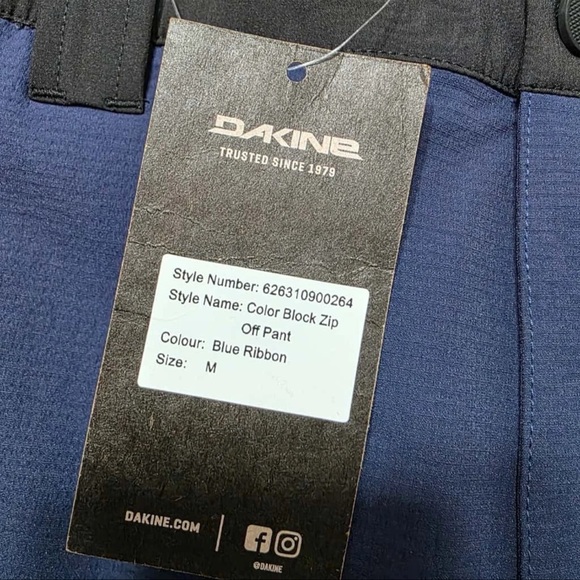 DAKINE
TRUSTED SINCE 1979
Style Number: 626310900264
Style Name: Color Block Zip
Off Pant
Colour: Blue Ribbon
Size: M
DAKINE.COM
@DAKINE